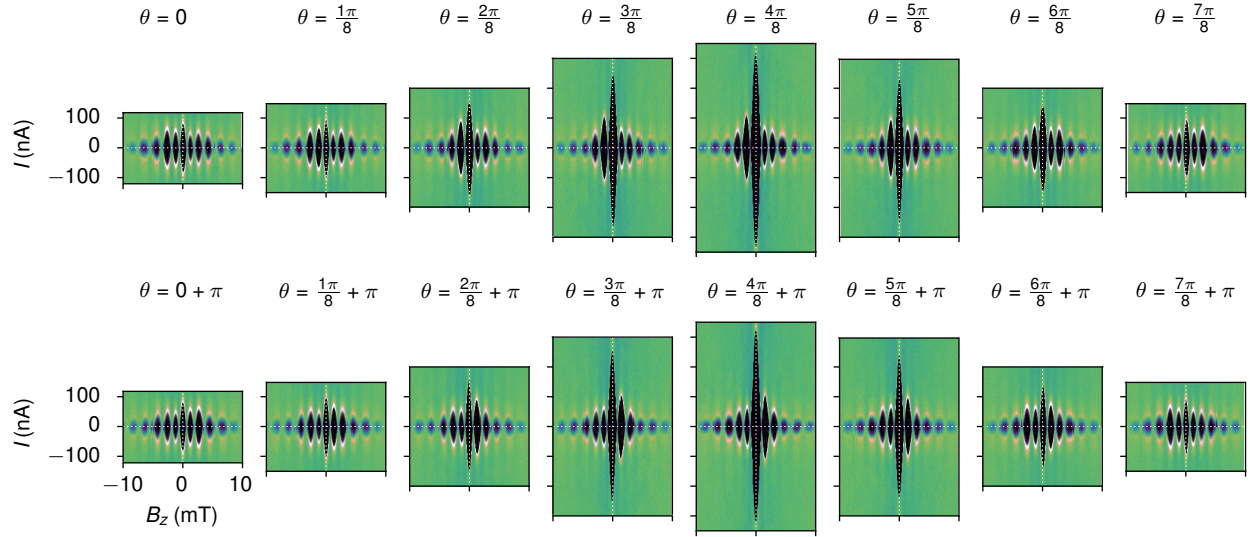 θ = 0 θ = 1π/8 θ = 2π/8 θ = 3π/8 θ = 4π/8 θ = 5π/8 θ = 6π/8 θ = 7π/8
100
0
−100
I (nA)
θ = 0 + π θ = 1π/8 + π θ = 2π/8 + π θ = 3π/8 + π θ = 4π/8 + π θ = 5π/8 + π θ = 6π/8 + π θ = 7π/8 + π
100
0
−100
I (nA)
−10 0 10
B_z (mT)